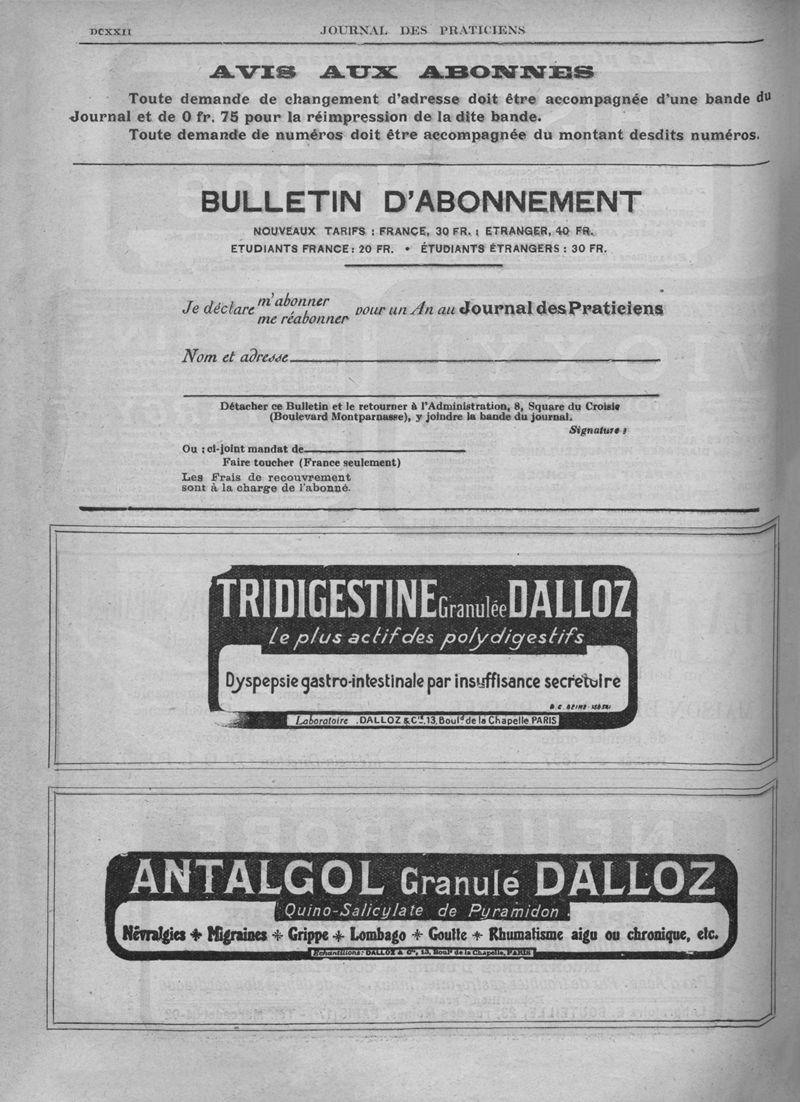 DCXXII
JOURNAL DES PRATICIENS
AVIS AUX ABONNES
Toute demande de changement d'adresse doit être accompagnée d'une bande du
Journal et de 0 fr. 75 pour la réimpression de la dite bande.
Toute demande de numéros doit être accompagnée du montant desdits numéros.
BULLETIN D'ABONNEMENT
NOUVEAUX TARIFS : FRANCE, 30 FR. ; ETRANGER, 40 FR.
ETUDIANTS FRANCE : 20 FR. • ÉTUDIANTS ÉTRANGERS : 30 FR.
Je déclare m'abonner
me réabonner pour un An au Journal des Praticiens
Nom et adresse
Détacher ce Bulletin et le retourner à l'Administration, 8, Square du Croisic
(Boulevard Montparnasse), y joindre la bande du journal.
Signature :
Ou : ci-joint mandat de
Faire toucher (France seulement)
Les Frais de recouvrement
sont à la charge de l'abonné.
TRIDIGESTINE Granulée DALLOZ
Le plus actif des polydigestifs
Dyspepsie gastro-intestinale par insuffisance secretoire
Laboratoire .DALLOZ & Cie, 13, Boul.d de la Chapelle PARIS
ANTALGOL Granulé DALLOZ
Quino-Salicylate de Pyramidon.
Névralgies + Migraines + Grippe + Lombago + Goutte + Rhumatisme aigu ou chronique, etc.
Echantillons : DALLOZ & Cie, 13, Boul.d de la Chapelle, PARIS